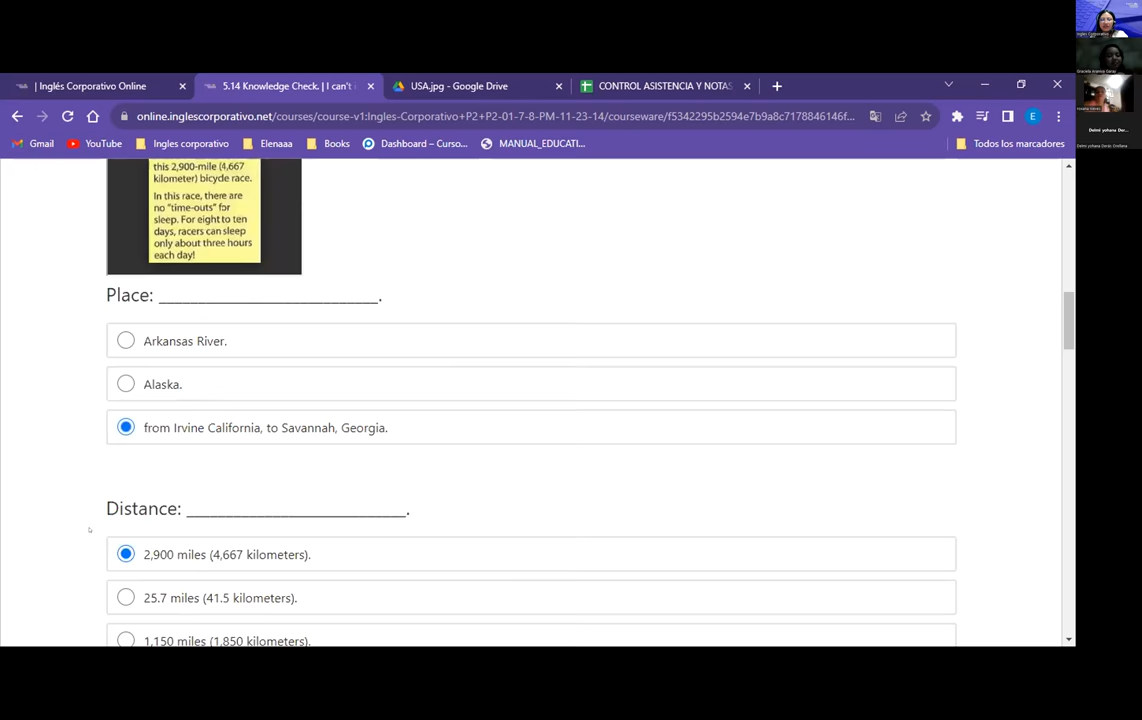 | Inglés Corporativo Online
5.14 Knowledge Check. | I can't
USA.jpg - Google Drive
CONTROL ASISTENCIA Y NOTAS
online.inglescorporativo.net/courses/course-v1:Ingles-Corporativo+P2+P2-01-7-8-PM-11-23-14/courseware/f5342295b2594e7b9a8c7178846146f...
E
Gmail
YouTube
Ingles corporativo
Elenaaa
Books
Dashboard – Curso...
MANUAL_EDUCATI...
Todos los marcadores
this 2,900-mile (4,667
kilometer) bicycle race.
In this race, there are
no "time-outs" for
sleep. For eight to ten
days, racers can sleep
only about three hours
each day!
Place: ___________________________.
Arkansas River.
Alaska.
from Irvine California, to Savannah, Georgia.
Distance: ___________________________.
2,900 miles (4,667 kilometers).
25.7 miles (41.5 kilometers).
1,150 miles (1,850 kilometers).
Inglés Corporativo